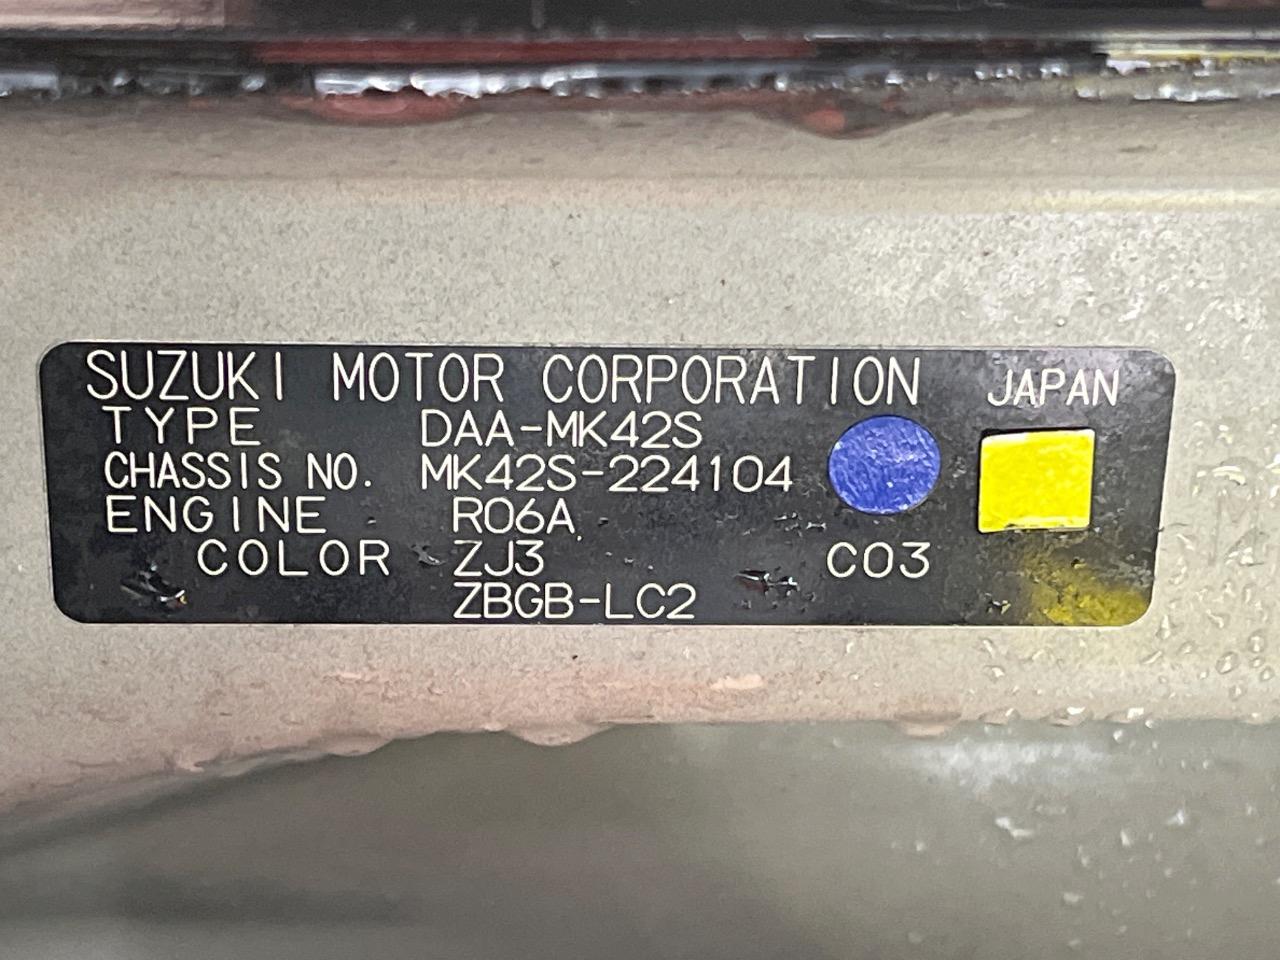 SUZUKI MOTOR CORPORATION JAPAN
TYPE DAA-MK42S
CHASSIS NO. MK42S-224104
ENGINE R06A
COLOR ZJ3 C03
ZBGB-LC2